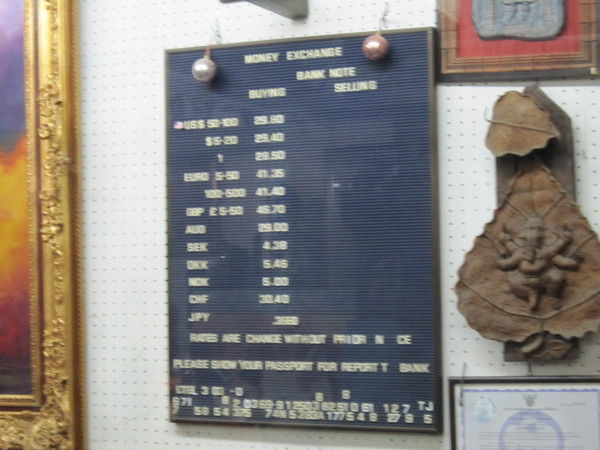 MONEY EXCHANGE
BANK NOTE
BUYING SELLING
US$ 50-100 29.60
$ 5-20 29.40
1 28.50
EURO 5-50 41.35
100-500 41.40
GBP £ 5-50 46.70
AUD 29.00
SEK 4.38
DKK 5.46
NOK 5.00
CHF 30.40
JPY
RATES ARE CHANGE WITHOUT PRIOR N CE
PLEASE SHOW YOUR PASSPORT FOR REPORT T BANK